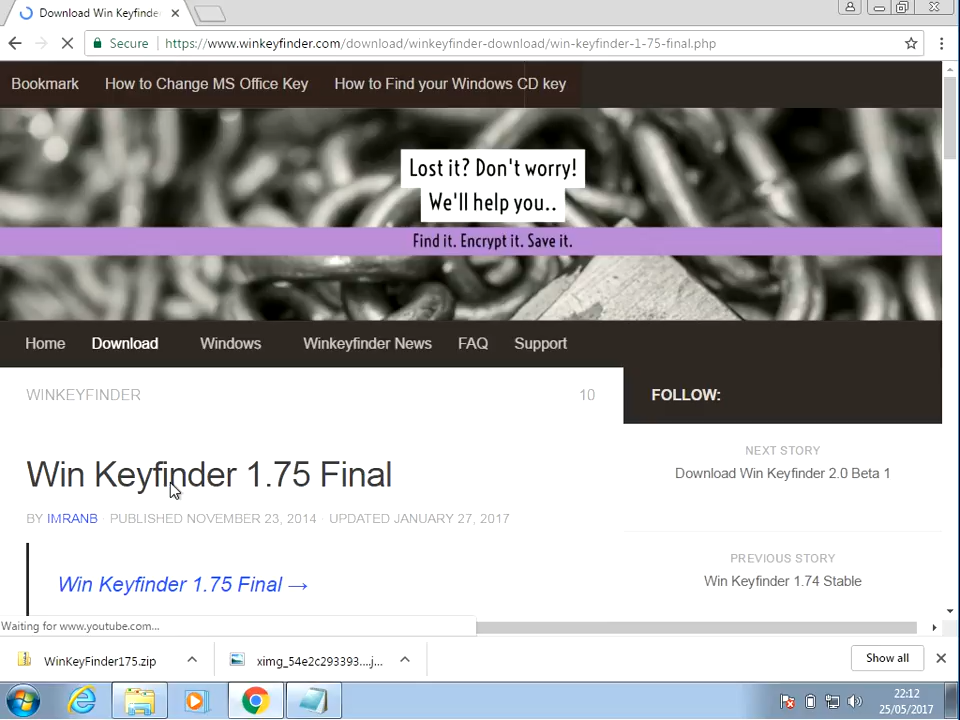 Download Win Keyfinde
Secure
https://www.winkeyfinder.com/download/winkeyfinder-download/win-keyfinder-1-75-final.php
Bookmark
How to Change MS Office Key
How to Find your Windows CD key
Lost it? Don't worry!
We'll help you..
Find it. Encrypt it. Save it.
Home
Download
Windows
Winkeyfinder News
FAQ
Support
WINKEYFINDER
10
FOLLOW:
Win Keyfinder 1.75 Final
BY IMRANB · PUBLISHED NOVEMBER 23, 2014 · UPDATED JANUARY 27, 2017
Win Keyfinder 1.75 Final →
NEXT STORY
Download Win Keyfinder 2.0 Beta 1
PREVIOUS STORY
Win Keyfinder 1.74 Stable
Waiting for www.youtube.com...
WinKeyFinder175.zip
ximg_54e2c293393....j...
Show all
22:12
25/05/2017